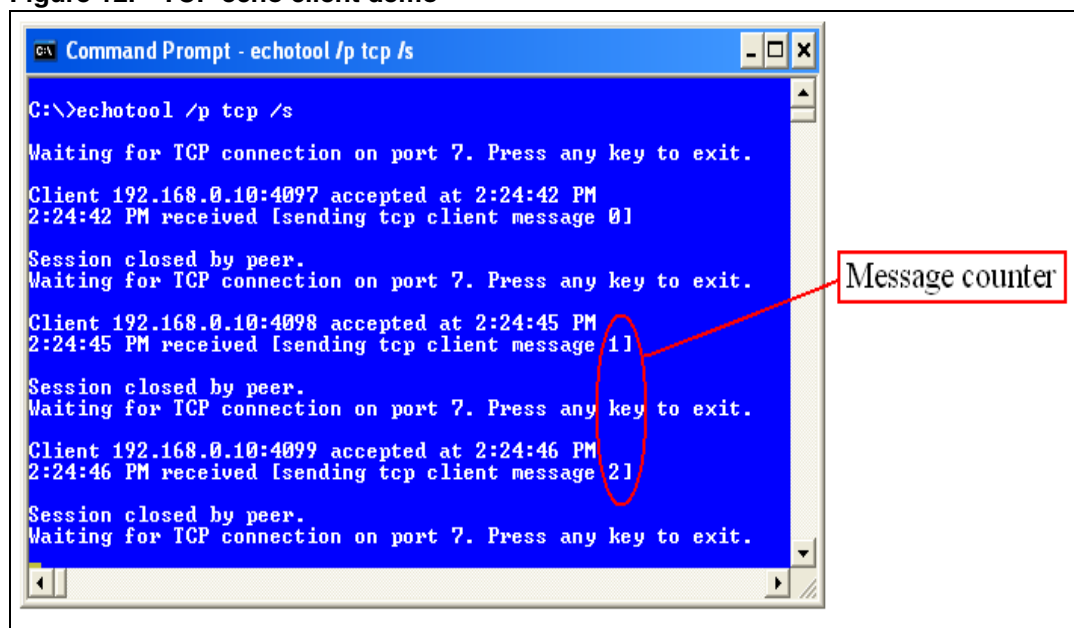 Figure 12. TCP echo client demo
Command Prompt - echotool /p tcp /s
C:\>echotool /p tcp /s
Waiting for TCP connection on port 7. Press any key to exit.
Client 192.168.0.10:4097 accepted at 2:24:42 PM
2:24:42 PM received [sending tcp client message 0]
Session closed by peer.
Waiting for TCP connection on port 7. Press any key to exit.
Client 192.168.0.10:4098 accepted at 2:24:45 PM
2:24:45 PM received [sending tcp client message 1]
Session closed by peer.
Waiting for TCP connection on port 7. Press any key to exit.
Client 192.168.0.10:4099 accepted at 2:24:46 PM
2:24:46 PM received [sending tcp client message 2]
Session closed by peer.
Waiting for TCP connection on port 7. Press any key to exit.
Message counter